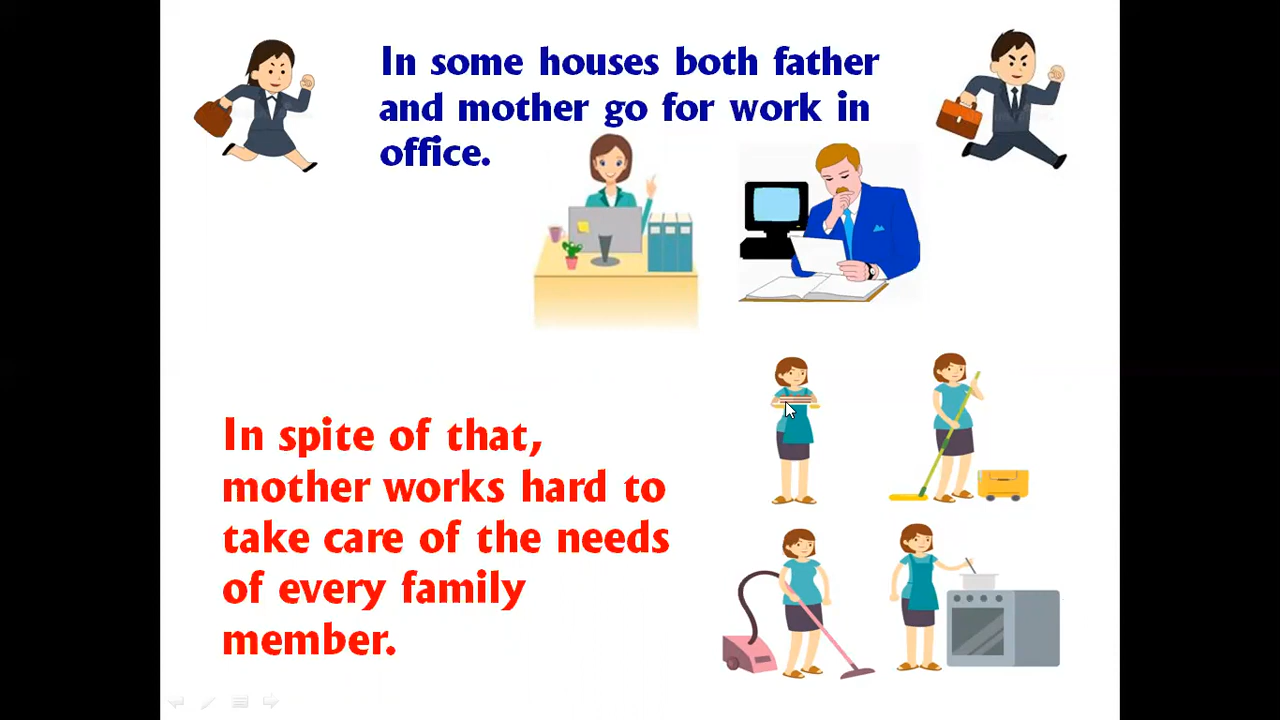 In some houses both father
and mother go for work in
office.
In spite of that,
mother works hard to
take care of the needs
of every family
member.